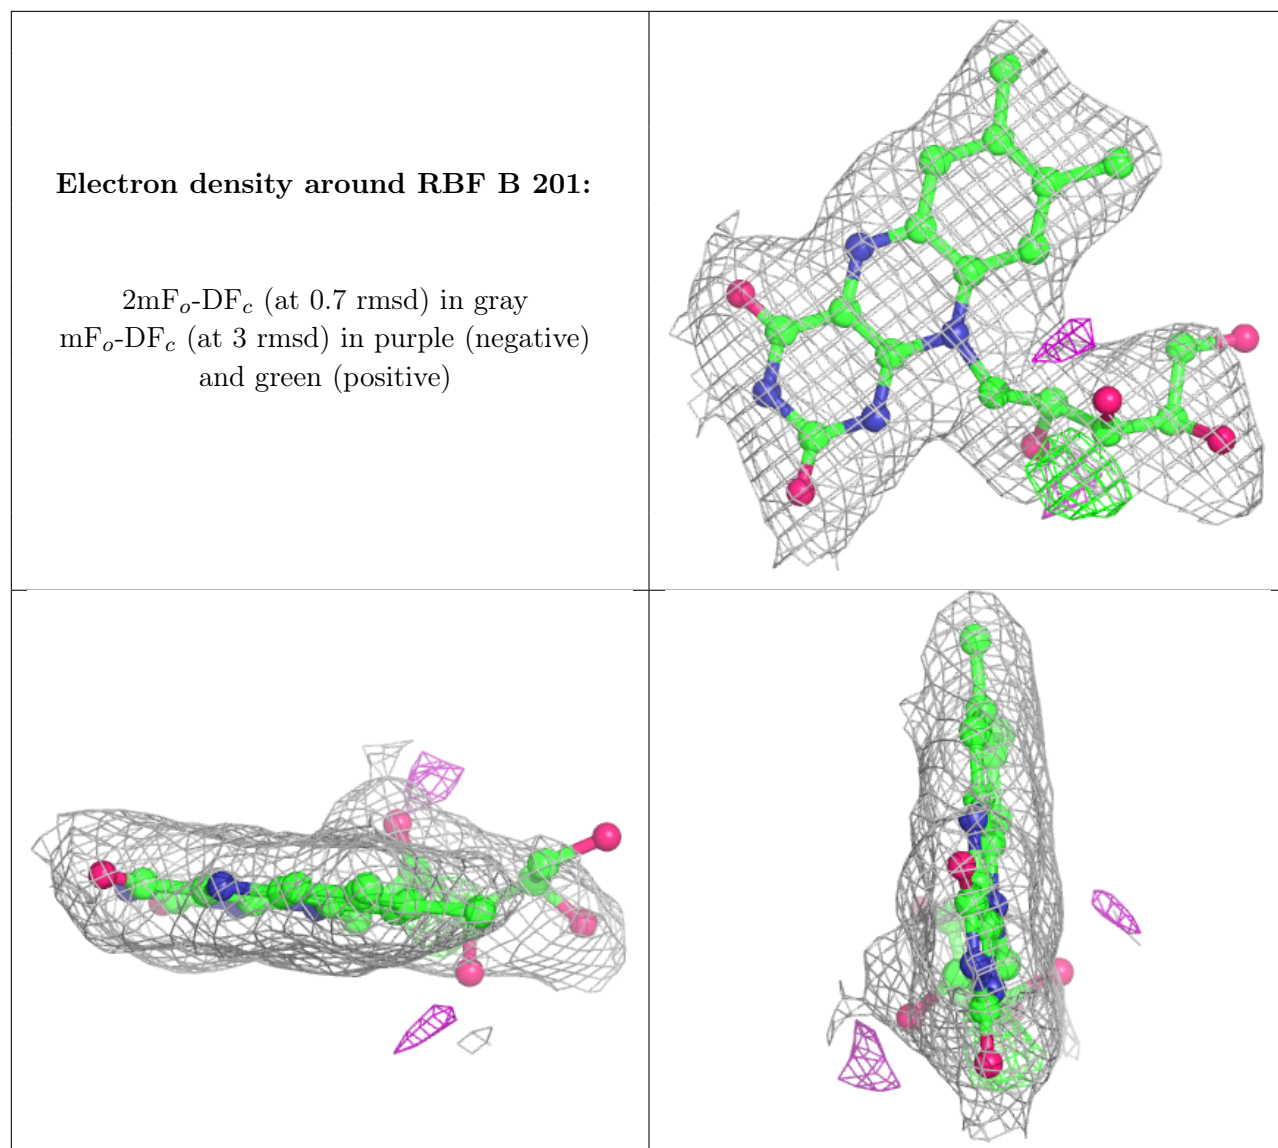 Electron density around RBF B 201:
2mFo-DFc (at 0.7 rmsd) in gray
mFo-DFc (at 3 rmsd) in purple (negative)
and green (positive)